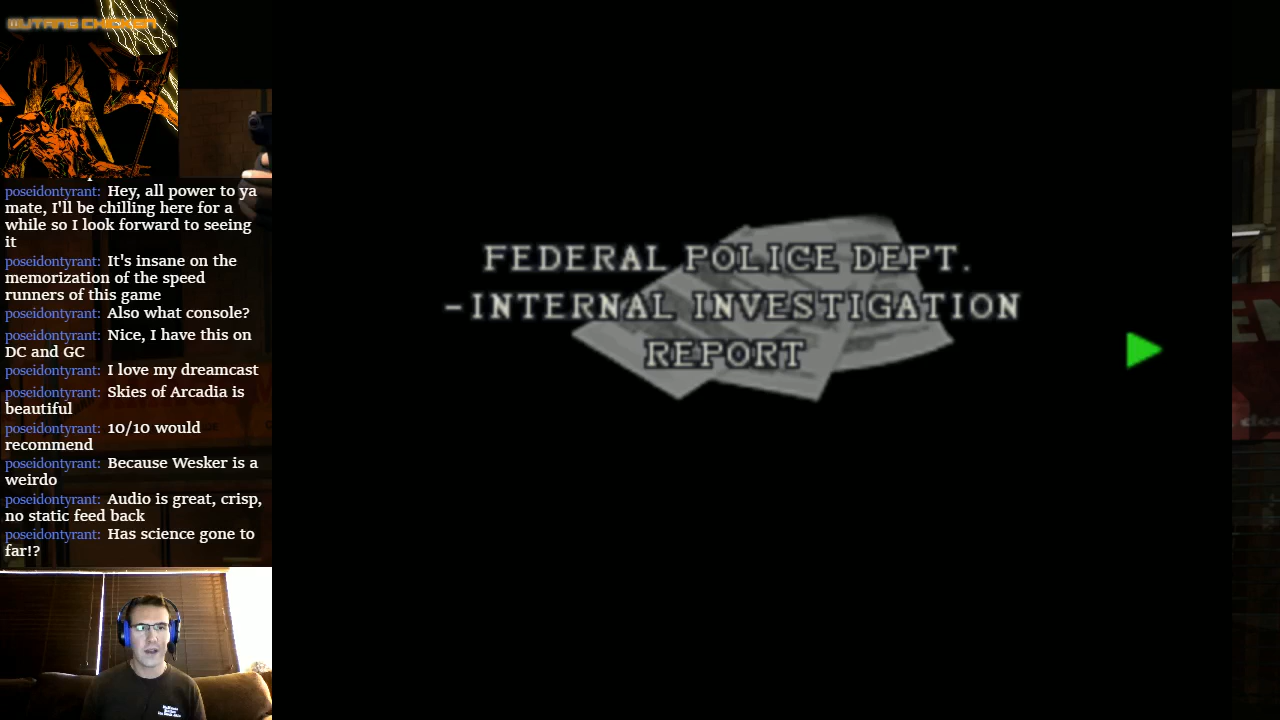 WUTANG CHICKEN
poseidontyrant: Hey, all power to ya
mate, I'll be chilling here for a
while so I look forward to seeing
it
poseidontyrant: It's insane on the
memorization of the speed
runners of this game
poseidontyrant: Also what console?
poseidontyrant: Nice, I have this on
DC and GC
poseidontyrant: I love my dreamcast
poseidontyrant: Skies of Arcadia is
beautiful
poseidontyrant: 10/10 would
recommend
poseidontyrant: Because Wesker is a
weirdo
poseidontyrant: Audio is great, crisp,
no static feed back
poseidontyrant: Has science gone to
far!?
FEDERAL POLICE DEPT.
-INTERNAL INVESTIGATION
REPORT